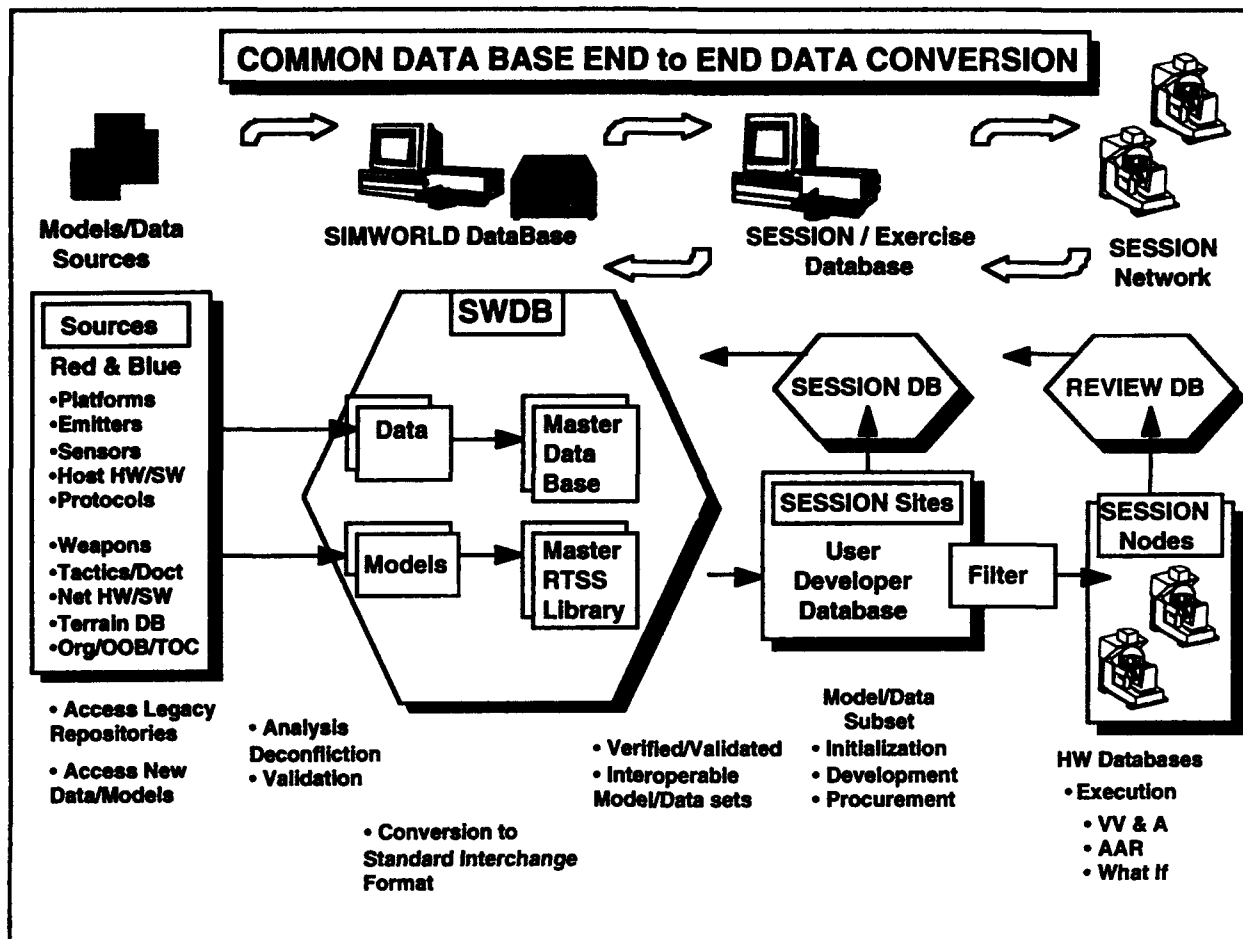 COMMON DATA BASE END to END DATA CONVERSION
Models/Data
Sources
SIMWORLD DataBase
SESSION / Exercise
Database
SESSION
Network
Sources
Red & Blue
•Platforms
•Emitters
•Sensors
•Host HW/SW
•Protocols
•Weapons
•Tactics/Doct
•Net HW/SW
•Terrain DB
•Org/OOB/TOC
• Access Legacy
Repositories
• Access New
Data/Models
SWDB
Data
Master
Data
Base
Models
Master
RTSS
Library
• Analysis
Deconfliction
• Validation
• Conversion to
Standard Interchange
Format
• Verified/Validated
• Interoperable
Model/Data sets
SESSION DB
SESSION Sites
User
Developer
Database
Filter
Model/Data
Subset
• Initialization
• Development
• Procurement
REVIEW DB
SESSION
Nodes
HW Databases
• Execution
• VV & A
• AAR
• What If